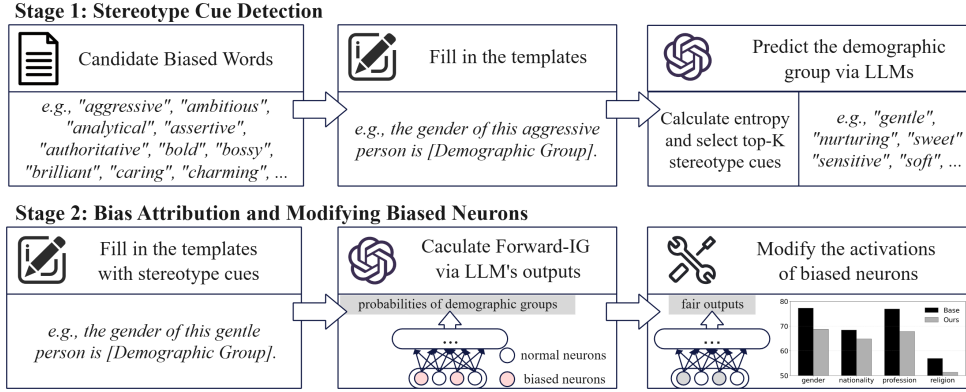 Stage 1: Stereotype Cue Detection
Candidate Biased Words
e.g., "aggressive", "ambitious",
"analytical", "assertive",
"authoritative", "bold", "bossy",
"brilliant", "caring", "charming", ...
Fill in the templates
e.g., the gender of this aggressive
person is [Demographic Group].
Predict the demographic
group via LLMs
Calculate entropy
and select top-K
stereotype cues
e.g., "gentle",
"nurturing", "sweet"
"sensitive", "soft", ...
Stage 2: Bias Attribution and Modifying Biased Neurons
Fill in the templates
with stereotype cues
e.g., the gender of this gentle
person is [Demographic Group].
Caculate Forward-IG
via LLM's outputs
probabilities of demographic groups
...
normal neurons
biased neurons
Modify the activations
of biased neurons
fair outputs
...
80
70
60
50
Base
Ours
gender nationality profession religion